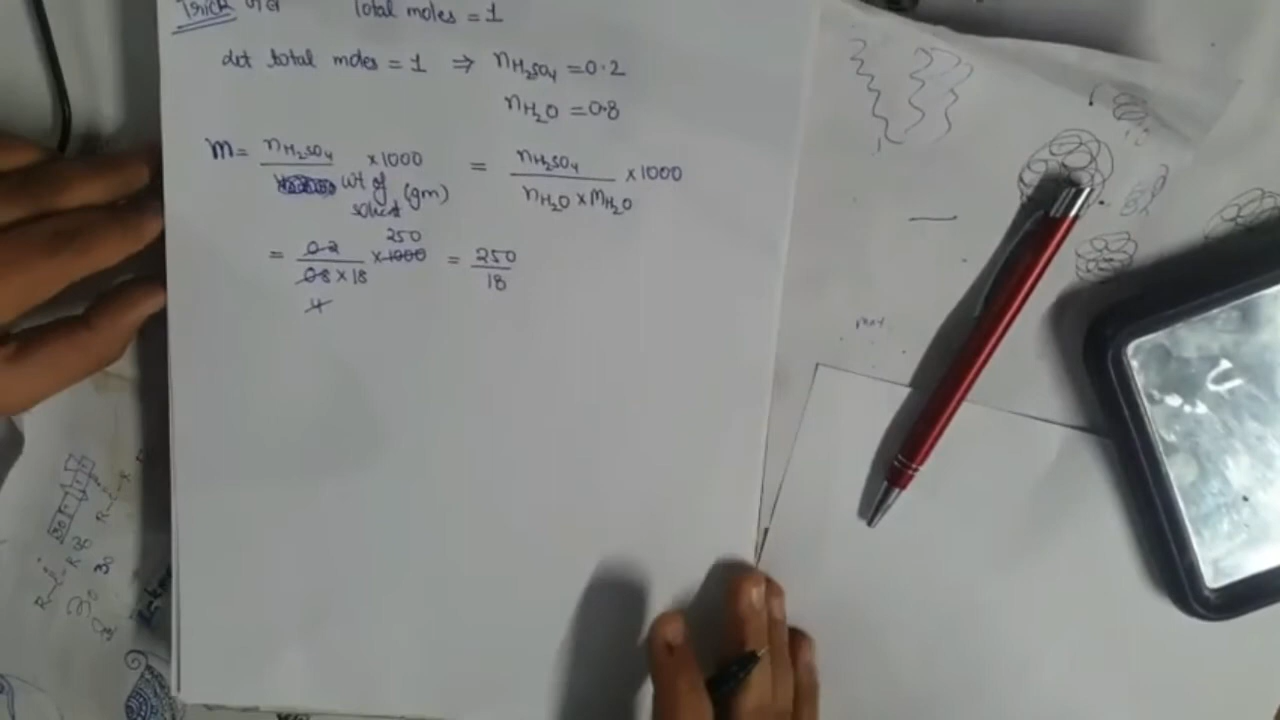 Trick Total moles = 1
Let total moles = 1 ⇒ nH₂SO₄ = 0.2
nH₂O = 0.8
m = nH₂SO₄ / wt of solvent (gm) × 1000 = nH₂SO₄ / nH₂O × MH₂O × 1000
= 0.2 / 0.8 × 18 × 1000 = 250 / 18
250
4
max